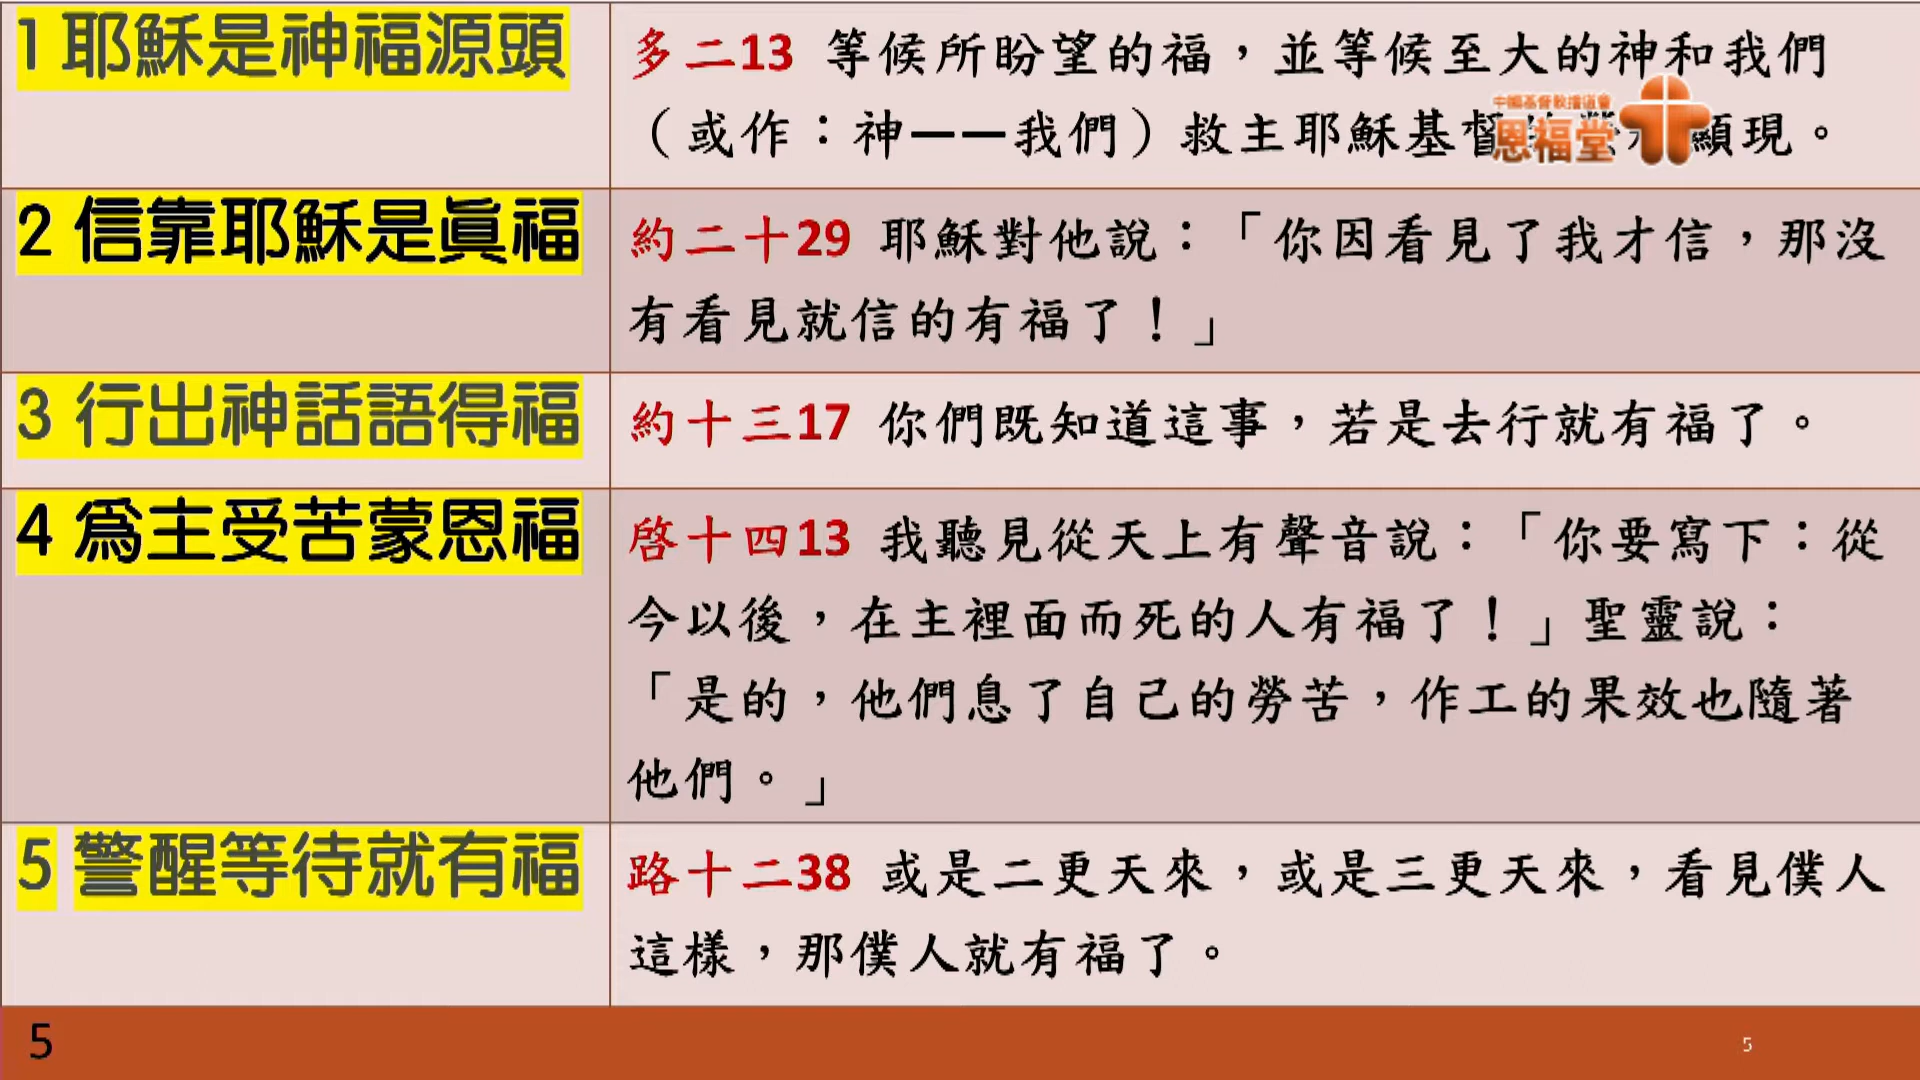 1 耶穌是神福源頭
多二13 等候所盼望的福，並等候至大的神和我們
（或作：神——我們）救主耶穌基督 顯現。
中國基督教播道會
恩福堂
2 信靠耶穌是真福
約二十29 耶穌對他說：「你因看見了我才信，那沒
有看見就信的有福了！」
3 行出神話語得福
約十三17 你們既知道這事，若是去行就有福了。
4 為主受苦蒙恩福
啓十四13 我聽見從天上有聲音說：「你要寫下：從
今以後，在主裡面而死的人有福了！」聖靈說：
「是的，他們息了自己的勞苦，作工的果效也隨著
他們。」
5 警醒等待就有福
路十二38 或是二更天來，或是三更天來，看見僕人
這樣，那僕人就有福了。
5
5